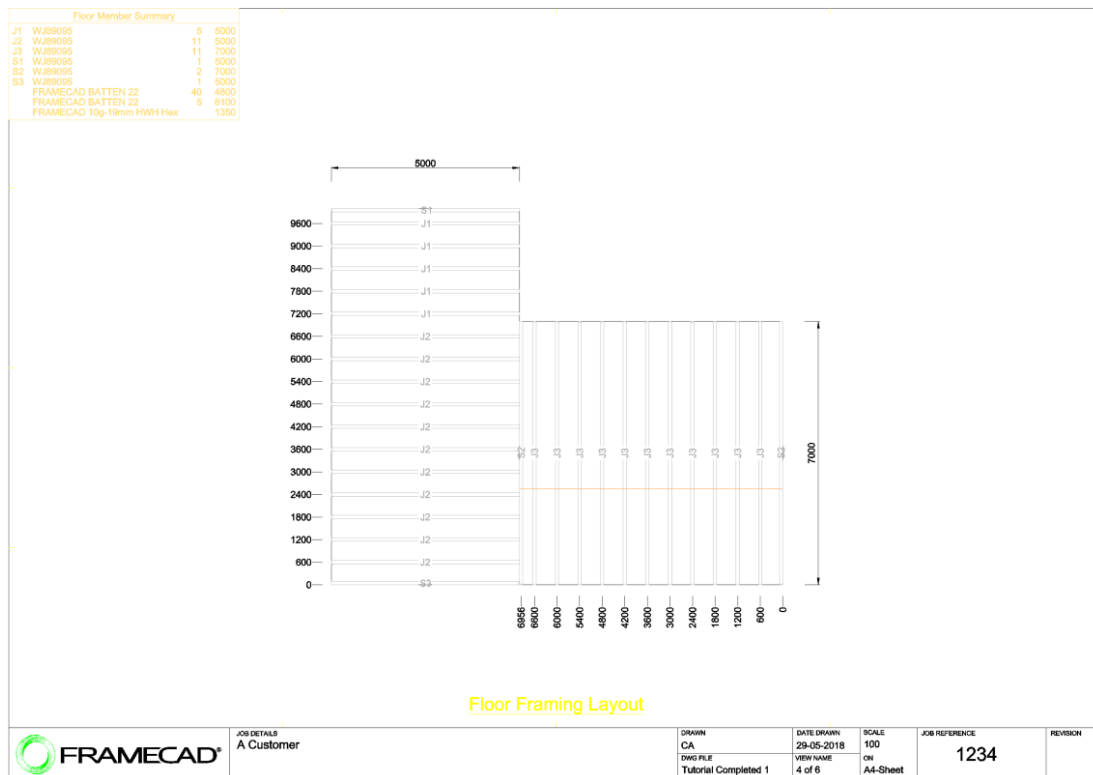 Floor Member Summary
J1 WJ89095 5 5000
J2 WJ89095 11 5000
J3 WJ89095 11 7000
S1 WJ89095 1 5000
S2 WJ89095 2 7000
S3 WJ89095 1 5000
FRAMECAD BATTEN 22 40 4800
FRAMECAD BATTEN 22 5 6100
FRAMECAD 10g-19mm HWH Hex 1350
5000
S1
9600 J1
9000 J1
8400 J1
7800 J1
7200 J1
6600 J2
6000 J2
5400 J2
4800 J2
4200 J2
3600 J2
3000 J2
2400 J2
1800 J2
1200 J2
600 J2
0 S3
S2 J3 J3 J3 J3 J3 J3 J3 J3 J3 J3 J3 S2
7000
6956 6600 6000 5400 4800 4200 3600 3000 2400 1800 1200 600 0
Floor Framing Layout
FRAMECAD®
JOB DETAILS
A Customer
DRAWN
CA
DWG FILE
Tutorial Completed 1
DATE DRAWN
29-05-2018
VIEW NAME
4 of 6
SCALE
100
ON
A4-Sheet
JOB REFERENCE
1234
REVISION